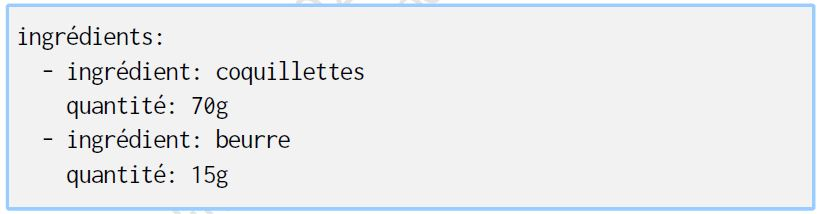 ingrédients:
  - ingrédient: coquillettes
    quantité: 70g
  - ingrédient: beurre
    quantité: 15g